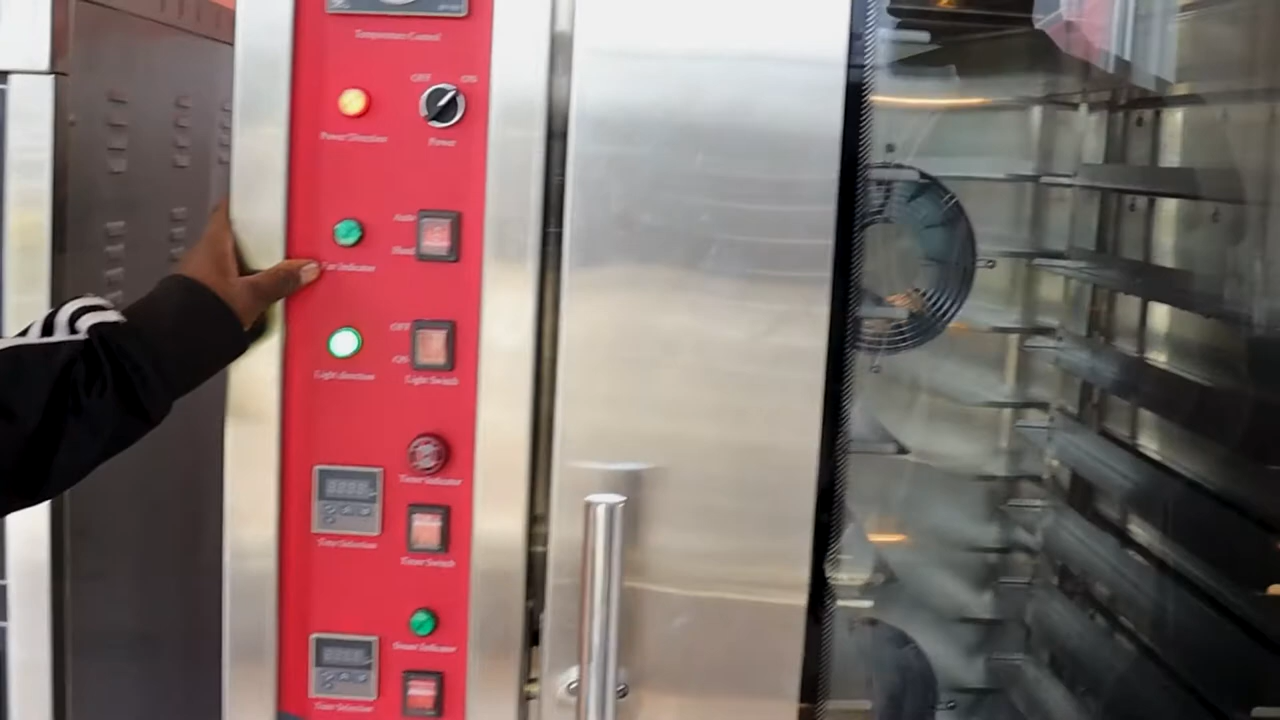 Temperature Control
OFF ON
Power Direction
Power
Auto
Fan Indicator
OFF
ON
Light direction
Light Switch
Timer indicator
Time Selection
Timer Switch
Steam Indicator
Time Selection